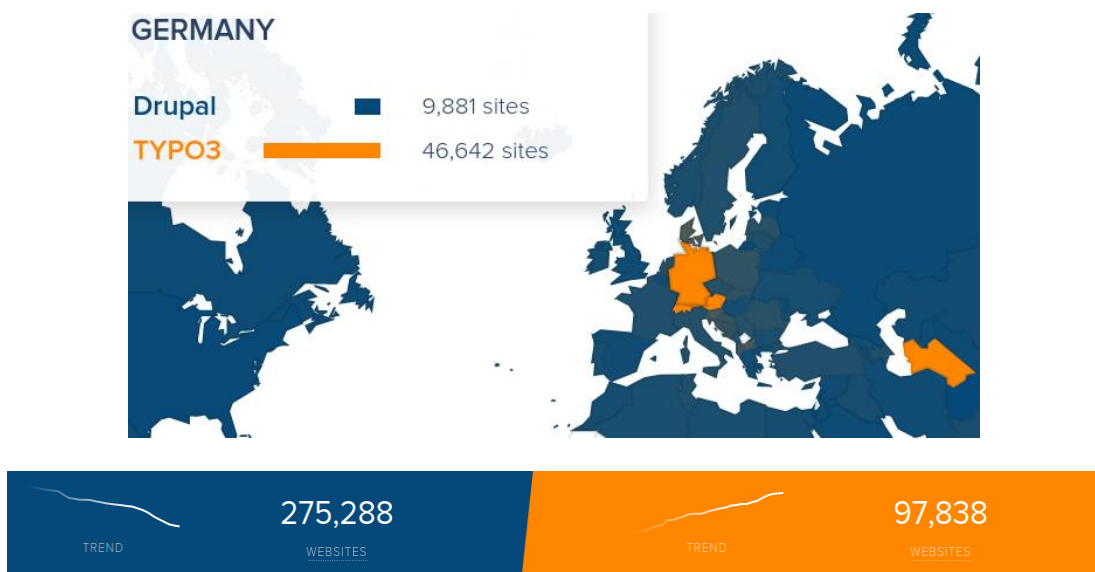 GERMANY
Drupal 9,881 sites
TYPO3 46,642 sites
275,288
TREND
WEBSITES
97,838
TREND
WEBSITES